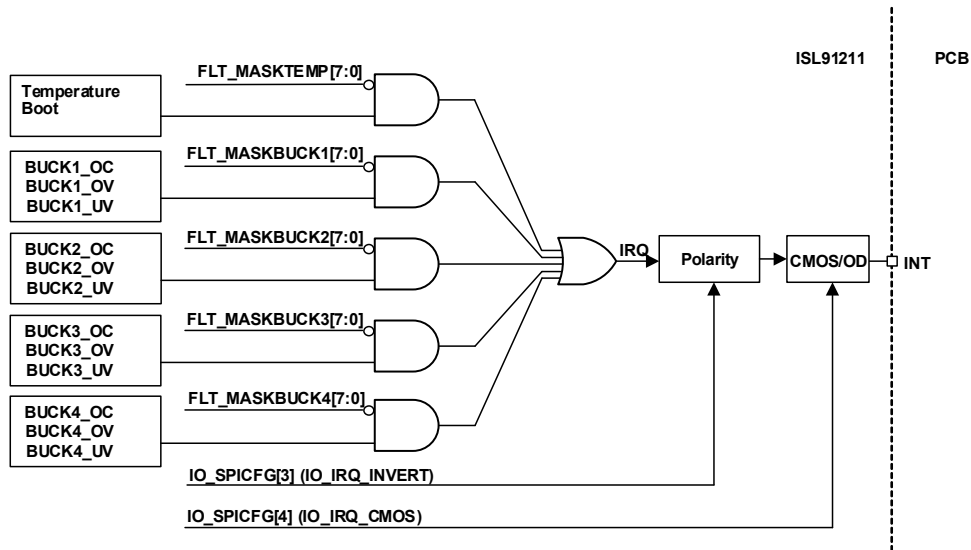 ISL91211
PCB
FLT_MASKTEMP[7:0]
Temperature
Boot
FLT_MASKBUCK1[7:0]
BUCK1_OC
BUCK1_OV
BUCK1_UV
FLT_MASKBUCK2[7:0]
BUCK2_OC
BUCK2_OV
BUCK2_UV
IRQ
Polarity
CMOS/OD
INT
FLT_MASKBUCK3[7:0]
BUCK3_OC
BUCK3_OV
BUCK3_UV
FLT_MASKBUCK4[7:0]
BUCK4_OC
BUCK4_OV
BUCK4_UV
IO_SPICFG[3] (IO_IRQ_INVERT)
IO_SPICFG[4] (IO_IRQ_CMOS)